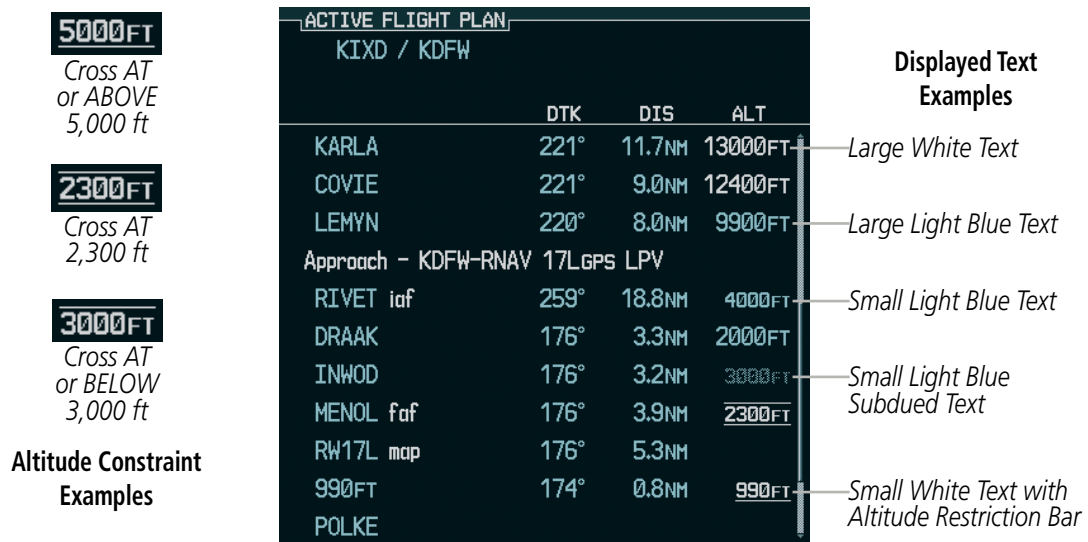 5000FT
Cross AT
or ABOVE
5,000 ft
2300FT
Cross AT
2,300 ft
3000FT
Cross AT
or BELOW
3,000 ft
Altitude Constraint
Examples
ACTIVE FLIGHT PLAN
KIXD / KDFW
DTK DIS ALT
KARLA 221° 11.7NM 13000FT
COVIE 221° 9.0NM 12400FT
LEMYN 220° 8.0NM 9900FT
Approach – KDFW-RNAV 17LGPS LPV
RIVET iaf 259° 18.8NM 4000FT
DRAAK 176° 3.3NM 2000FT
INWOD 176° 3.2NM 3000FT
MENOL faf 176° 3.9NM 2300FT
RW17L map 176° 5.3NM
990FT 174° 0.8NM 990FT
POLKE
Displayed Text
Examples
Large White Text
Large Light Blue Text
Small Light Blue Text
Small Light Blue
Subdued Text
Small White Text with
Altitude Restriction Bar